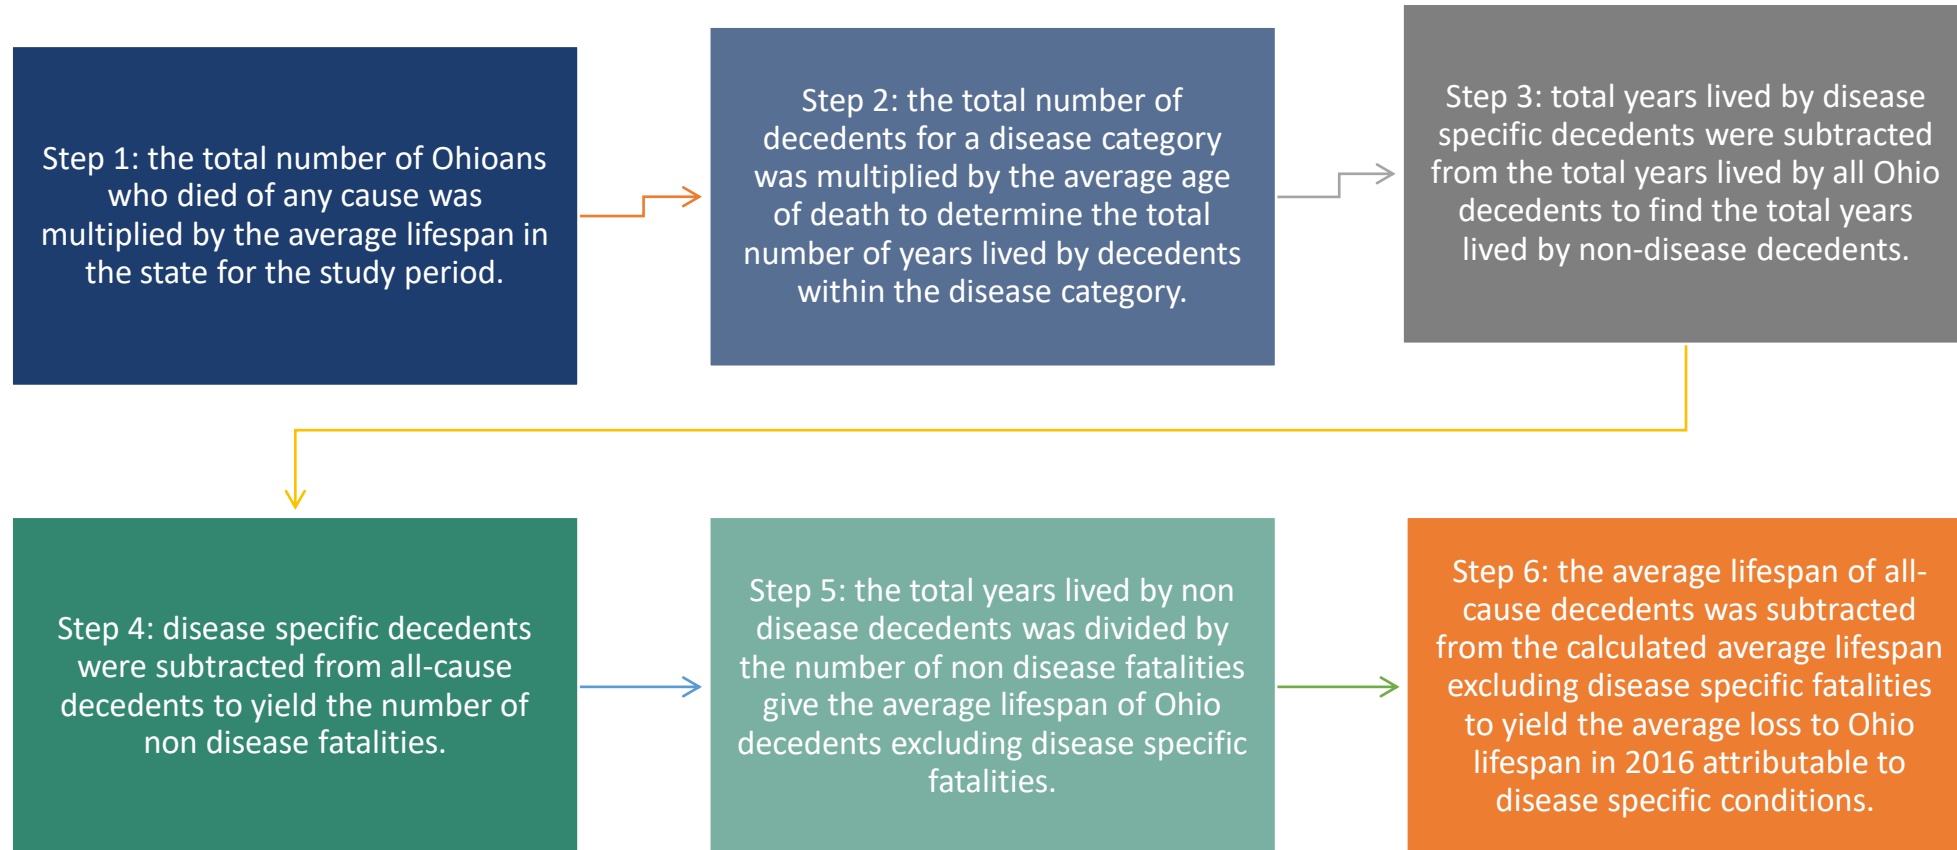 Step 1: the total number of Ohioans
who died of any cause was
multiplied by the average lifespan in
the state for the study period.
Step 2: the total number of
decedents for a disease category
was multiplied by the average age
of death to determine the total
number of years lived by decedents
within the disease category.
Step 3: total years lived by disease
specific decedents were subtracted
from the total years lived by all Ohio
decedents to find the total years
lived by non-disease decedents.
Step 4: disease specific decedents
were subtracted from all-cause
decedents to yield the number of
non disease fatalities.
Step 5: the total years lived by non
disease decedents was divided by
the number of non disease fatalities
give the average lifespan of Ohio
decedents excluding disease specific
fatalities.
Step 6: the average lifespan of all-
cause decedents was subtracted
from the calculated average lifespan
excluding disease specific fatalities
to yield the average loss to Ohio
lifespan in 2016 attributable to
disease specific conditions.